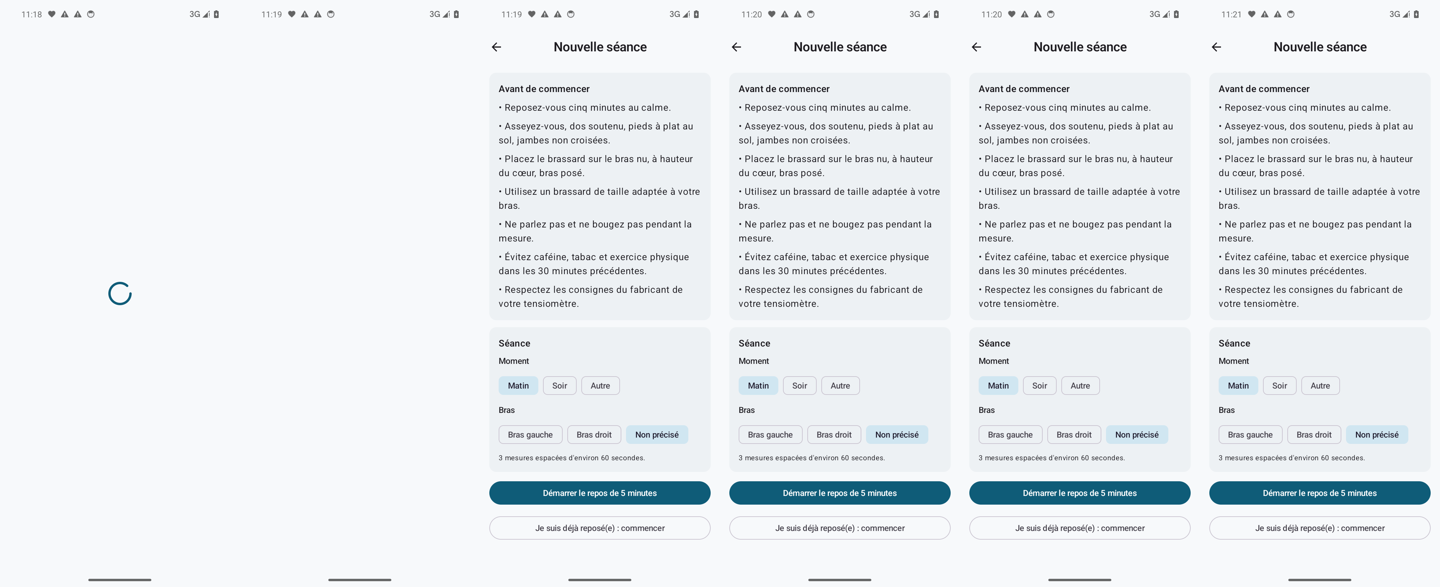 11:18
3G
11:19
3G
11:19
3G
Nouvelle séance
Avant de commencer
• Reposez-vous cinq minutes au calme.
• Asseyez-vous, dos soutenu, pieds à plat au
sol, jambes non croisées.
• Placez le brassard sur le bras nu, à hauteur
du cœur, bras posé.
• Utilisez un brassard de taille adaptée à votre
bras.
• Ne parlez pas et ne bougez pas pendant la
mesure.
• Évitez caféine, tabac et exercice physique
dans les 30 minutes précédentes.
• Respectez les consignes du fabricant de
votre tensiomètre.
Séance
Moment
Matin
Soir
Autre
Bras
Bras gauche
Bras droit
Non précisé
3 mesures espacées d'environ 60 secondes.
Démarrer le repos de 5 minutes
Je suis déjà reposé(e) : commencer
11:20
3G
Nouvelle séance
Avant de commencer
• Reposez-vous cinq minutes au calme.
• Asseyez-vous, dos soutenu, pieds à plat au
sol, jambes non croisées.
• Placez le brassard sur le bras nu, à hauteur
du cœur, bras posé.
• Utilisez un brassard de taille adaptée à votre
bras.
• Ne parlez pas et ne bougez pas pendant la
mesure.
• Évitez caféine, tabac et exercice physique
dans les 30 minutes précédentes.
• Respectez les consignes du fabricant de
votre tensiomètre.
Séance
Moment
Matin
Soir
Autre
Bras
Bras gauche
Bras droit
Non précisé
3 mesures espacées d'environ 60 secondes.
Démarrer le repos de 5 minutes
Je suis déjà reposé(e) : commencer
11:20
3G
Nouvelle séance
Avant de commencer
• Reposez-vous cinq minutes au calme.
• Asseyez-vous, dos soutenu, pieds à plat au
sol, jambes non croisées.
• Placez le brassard sur le bras nu, à hauteur
du cœur, bras posé.
• Utilisez un brassard de taille adaptée à votre
bras.
• Ne parlez pas et ne bougez pas pendant la
mesure.
• Évitez caféine, tabac et exercice physique
dans les 30 minutes précédentes.
• Respectez les consignes du fabricant de
votre tensiomètre.
Séance
Moment
Matin
Soir
Autre
Bras
Bras gauche
Bras droit
Non précisé
3 mesures espacées d'environ 60 secondes.
Démarrer le repos de 5 minutes
Je suis déjà reposé(e) : commencer
11:21
3G
Nouvelle séance
Avant de commencer
• Reposez-vous cinq minutes au calme.
• Asseyez-vous, dos soutenu, pieds à plat au
sol, jambes non croisées.
• Placez le brassard sur le bras nu, à hauteur
du cœur, bras posé.
• Utilisez un brassard de taille adaptée à votre
bras.
• Ne parlez pas et ne bougez pas pendant la
mesure.
• Évitez caféine, tabac et exercice physique
dans les 30 minutes précédentes.
• Respectez les consignes du fabricant de
votre tensiomètre.
Séance
Moment
Matin
Soir
Autre
Bras
Bras gauche
Bras droit
Non précisé
3 mesures espacées d'environ 60 secondes.
Démarrer le repos de 5 minutes
Je suis déjà reposé(e) : commencer